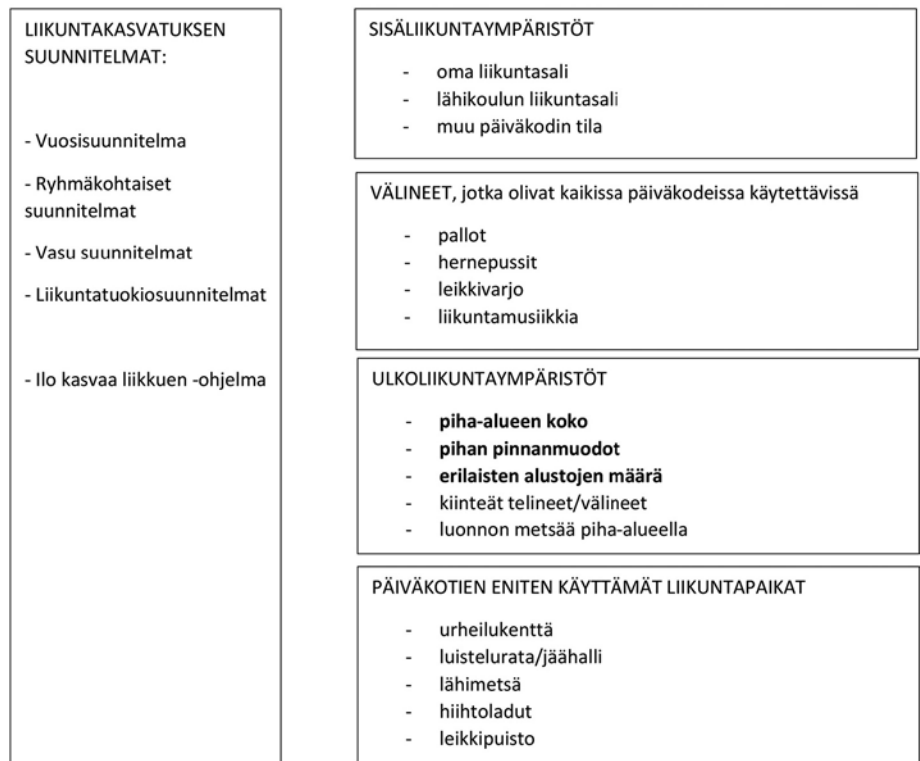 LIIKUNTAKASVATUKSEN
SUUNNITELMAT:
- Vuosisuunnitelma
- Ryhmäkohtaiset
suunnitelmat
- Vasu suunnitelmat
- Liikuntatuokiosuunnitelmat
- Ilo kasvaa liikkuen -ohjelma
SISÄLIIKUNTAYMPÄRISTÖT
- oma liikuntasali
- lähikoulun liikuntasali
- muu päiväkodin tila
VÄLINEET, jotka olivat kaikissa päiväkodeissa käytettävissä
- pallot
- hernepussit
- leikkivarjo
- liikuntamusiikkia
ULKOLIIKUNTAYMPÄRISTÖT
- piha-alueen koko
- pihan pinnanmuodot
- erilaisten alustojen määrä
- kiinteät telineet/välineet
- luonnon metsää piha-alueella
PÄIVÄKOTIEN ENITEN KÄYTTÄMÄT LIIKUNTAPAIKAT
- urheilukenttä
- luistelurata/jäähalli
- lähimetsä
- hiihtoladut
- leikkipuisto